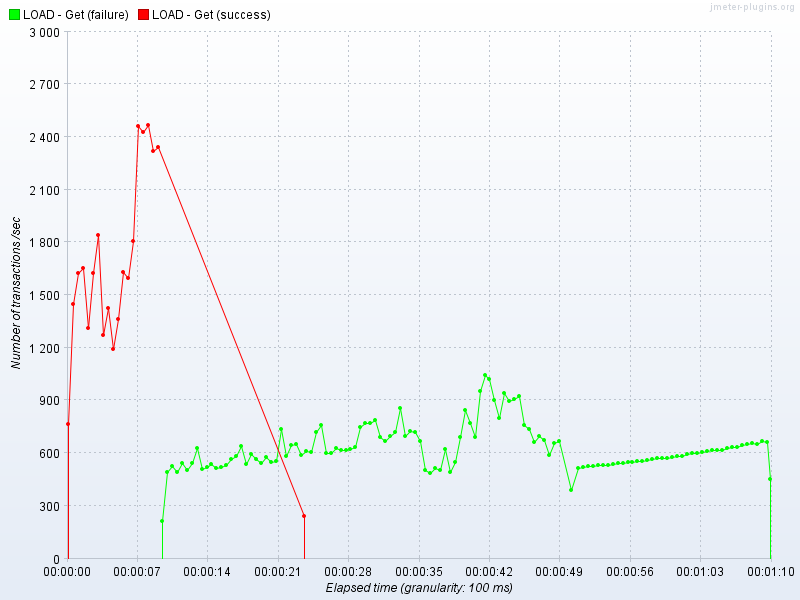 jmeter-plugins.org
LOAD - Get (failure) LOAD - Get (success)
3 000
2 700
2 400
2 100
1 800
1 500
1 200
900
600
300
0
Number of transactions /sec
00:00:00 00:00:07 00:00:14 00:00:21 00:00:28 00:00:35 00:00:42 00:00:49 00:00:56 00:01:03 00:01:10
Elapsed time (granularity: 100 ms)